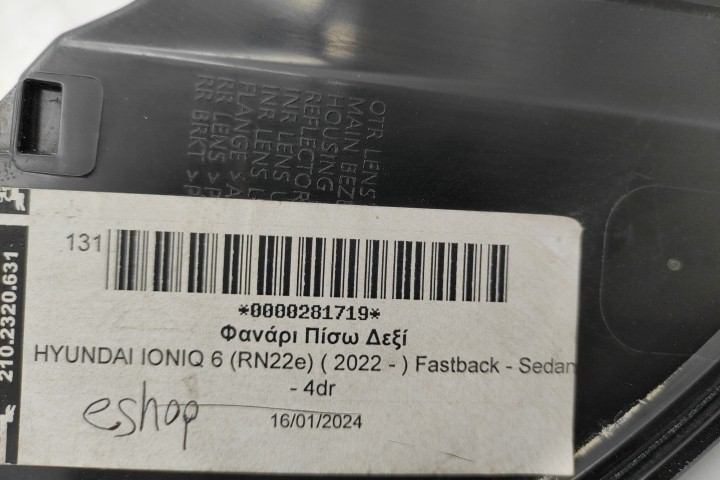 OTR LENS
MAIN BEZ
HOUSING
REFLECTOR
INR LENS U
INR LENS L
FLANGE >A
RR LENS >P
RR BRKT >P
210.2320.631
131
*0000281719*
Φανάρι Πίσω Δεξί
HYUNDAI IONIQ 6 (RN22e) ( 2022 - ) Fastback - Sedan
- 4dr
eshop
16/01/2024